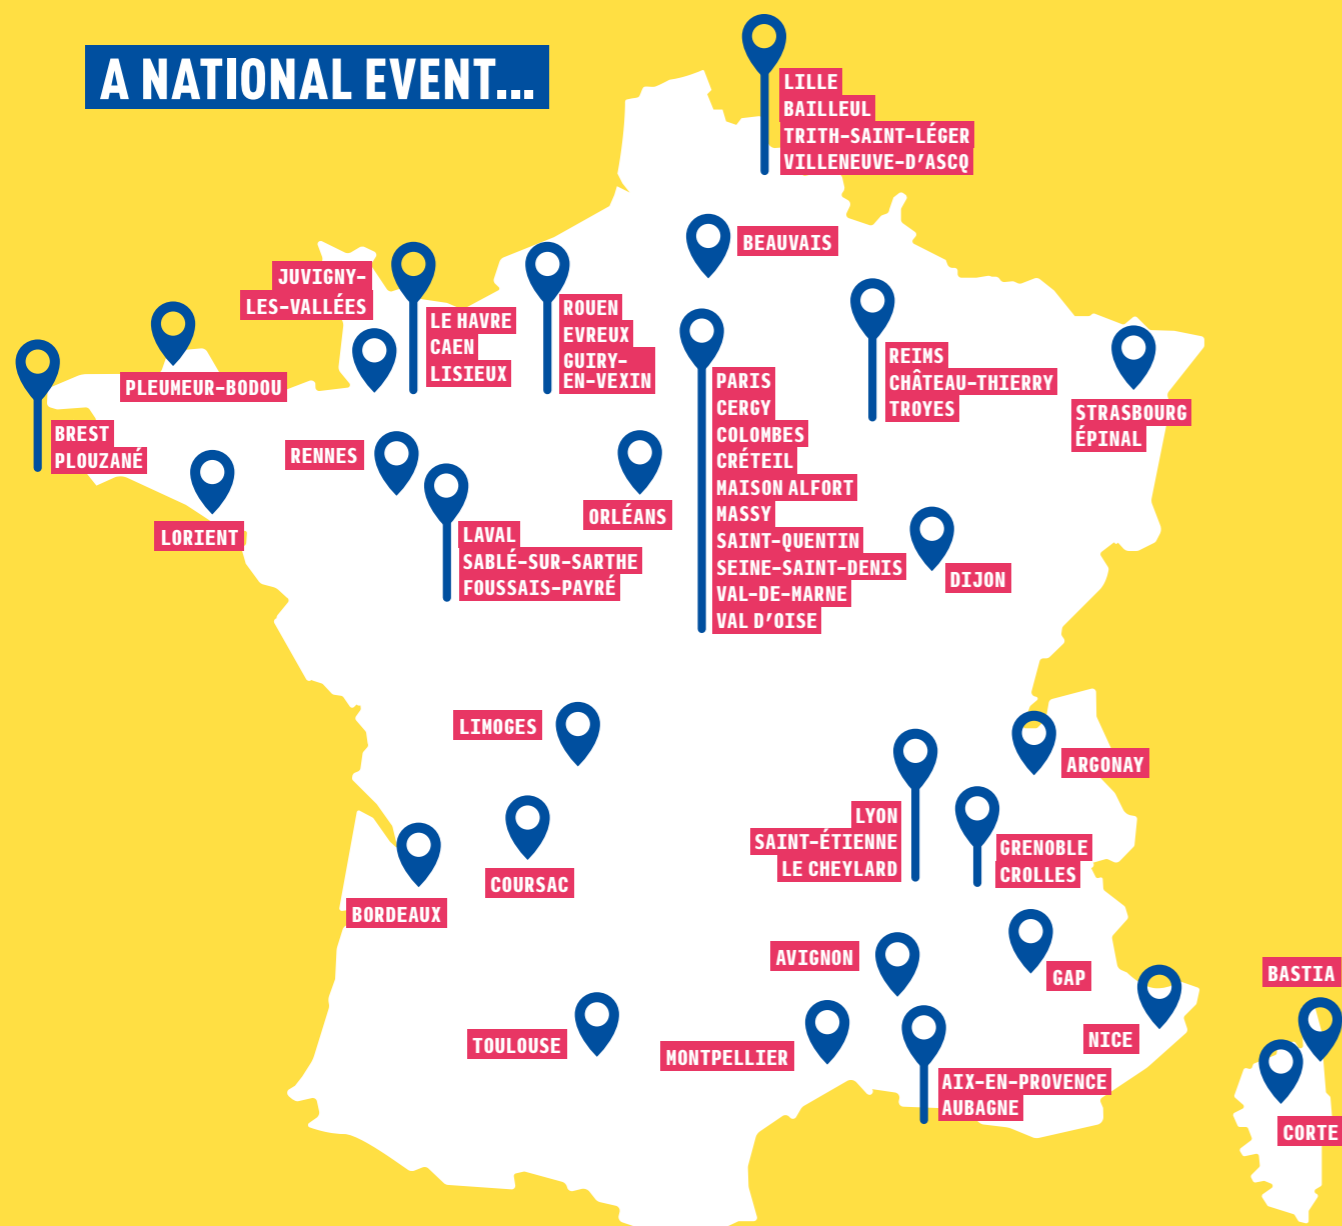 A NATIONAL EVENT...
LILLE
BAILLEUL
TRITH-SAINT-LÉGER
VILLENEUVE-D'ASCQ
BEAUVAIS
JUVIGNY-
LES-VALLÉES
LE HAVRE
CAEN
LISIEUX
ROUEN
EVREUX
GUIRY-
EN-VEXIN
PLEUMEUR-BODOU
BREST
PLOUZANÉ
LORIENT
RENNES
LAVAL
SABLÉ-SUR-SARTHE
FOUSSAIS-PAYRÉ
ORLÉANS
PARIS
CERGY
COLOMBES
CRÉTEIL
MAISON ALFORT
MASSY
SAINT-QUENTIN
SEINE-SAINT-DENIS
VAL-DE-MARNE
VAL D'OISE
REIMS
CHÂTEAU-THIERRY
TROYES
STRASBOURG
ÉPINAL
DIJON
LIMOGES
COURSAC
BORDEAUX
ARGONAY
LYON
SAINT-ÉTIENNE
LE CHEYLARD
GRENOBLE
CROLLES
AVIGNON
GAP
NICE
BASTIA
CORTE
TOULOUSE
MONTPELLIER
AIX-EN-PROVENCE
AUBAGNE